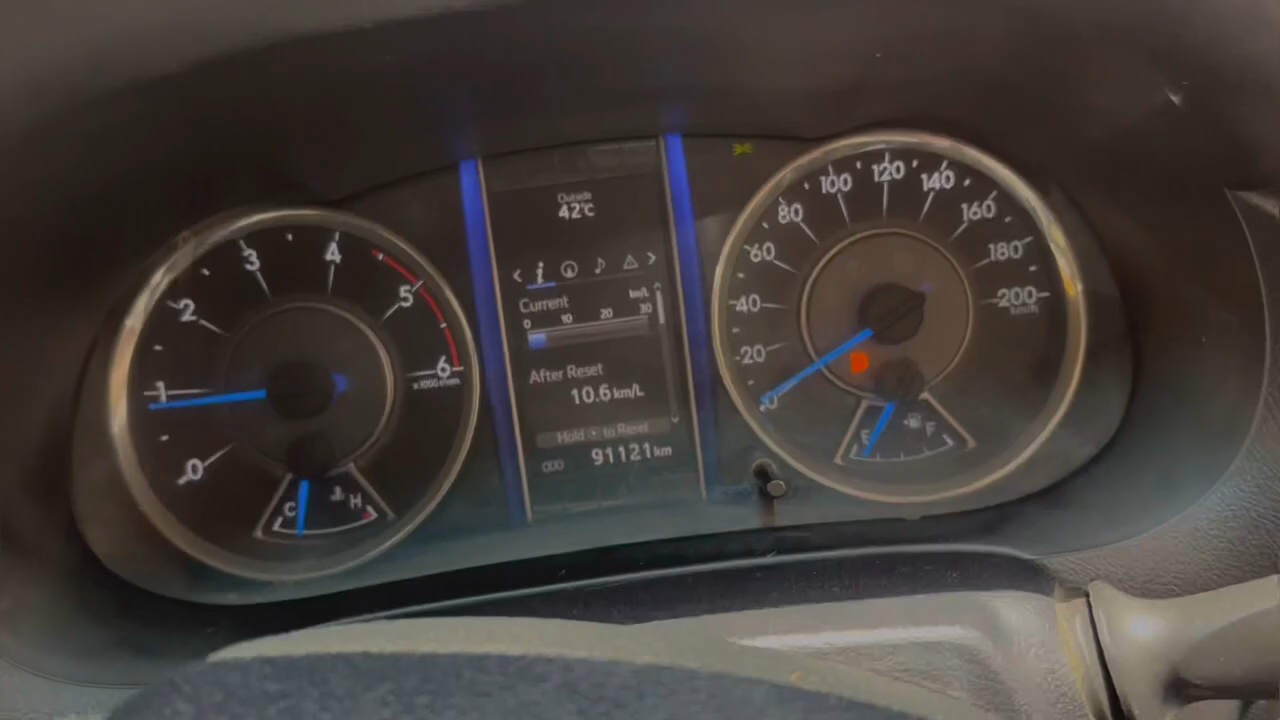 0
1
2
3
4
5
6
x1000r/min
C
H
Outside
42°C
Current
km/L
0 10 20 30
After Reset
10.6 km/L
Hold • to Reset
ODO
91121 km
0
20
40
60
80
100
120
140
160
180
200
km/h
E
F